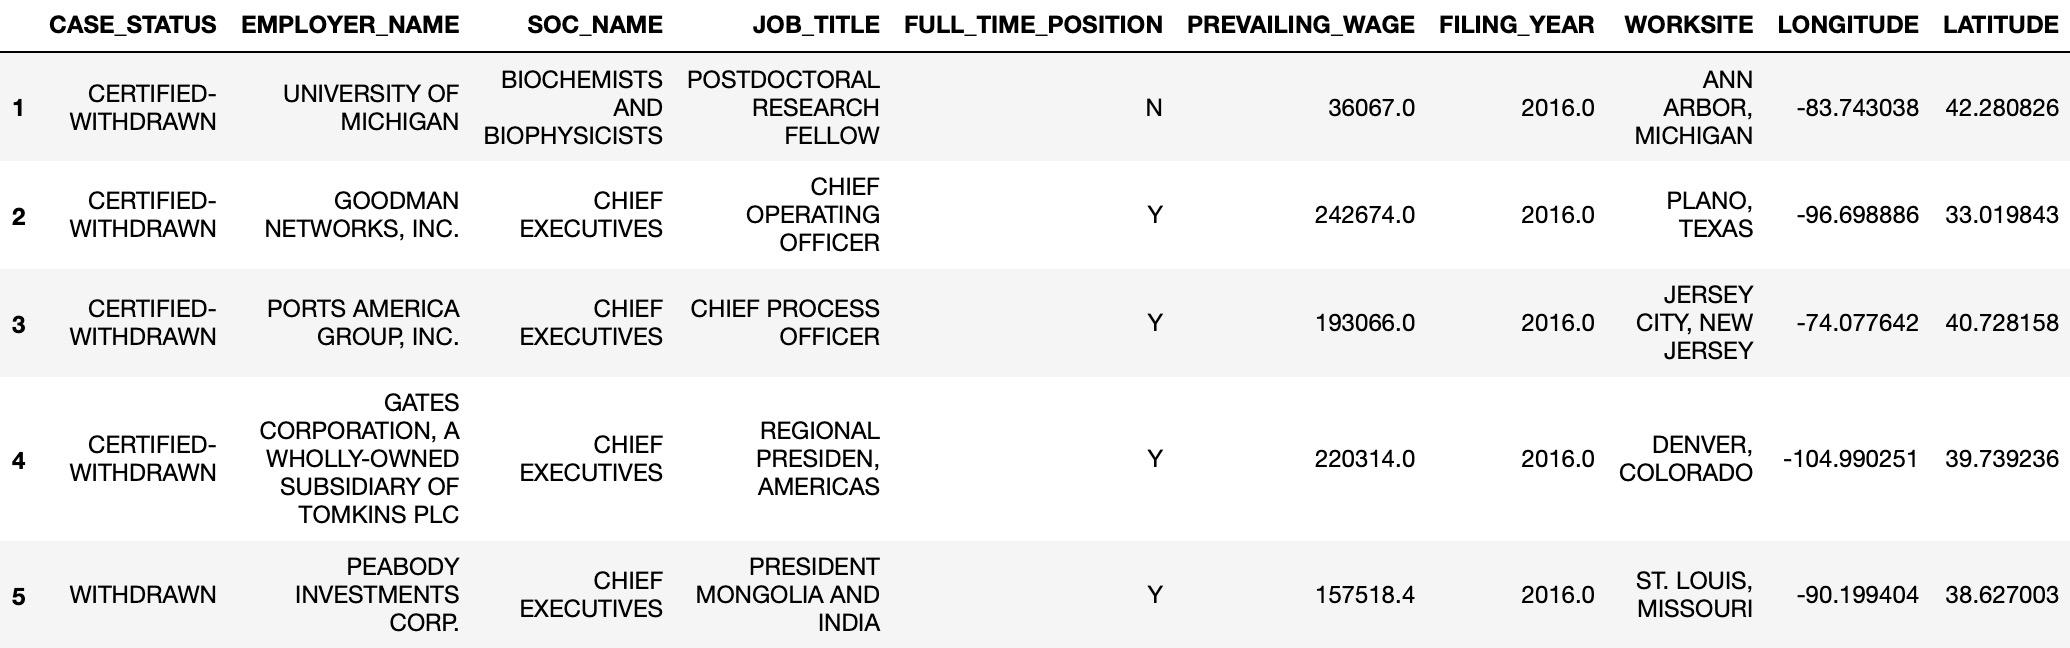 CASE_STATUS EMPLOYER_NAME SOC_NAME JOB_TITLE FULL_TIME_POSITION PREVAILING_WAGE FILING_YEAR WORKSITE LONGITUDE LATITUDE
1 CERTIFIED-WITHDRAWN UNIVERSITY OF MICHIGAN BIOCHEMISTS AND BIOPHYSICISTS POSTDOCTORAL RESEARCH FELLOW N 36067.0 2016.0 ANN ARBOR, MICHIGAN -83.743038 42.280826
2 CERTIFIED-WITHDRAWN GOODMAN NETWORKS, INC. CHIEF EXECUTIVES CHIEF OPERATING OFFICER Y 242674.0 2016.0 PLANO, TEXAS -96.698886 33.019843
3 CERTIFIED-WITHDRAWN PORTS AMERICA GROUP, INC. CHIEF EXECUTIVES CHIEF PROCESS OFFICER Y 193066.0 2016.0 JERSEY CITY, NEW JERSEY -74.077642 40.728158
4 CERTIFIED-WITHDRAWN GATES CORPORATION, A WHOLLY-OWNED SUBSIDIARY OF TOMKINS PLC CHIEF EXECUTIVES REGIONAL PRESIDEN, AMERICAS Y 220314.0 2016.0 DENVER, COLORADO -104.990251 39.739236
5 WITHDRAWN PEABODY INVESTMENTS CORP. CHIEF EXECUTIVES PRESIDENT MONGOLIA AND INDIA Y 157518.4 2016.0 ST. LOUIS, MISSOURI -90.199404 38.627003